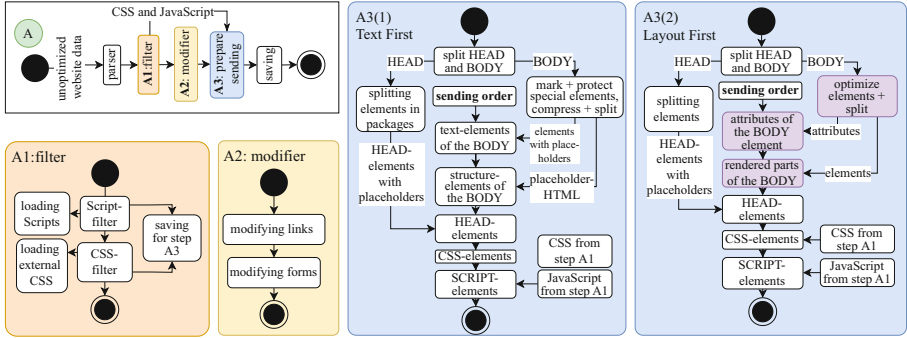 CSS and JavaScript
A
unoptimized
website data
parser
A1:filter
A2: modifier
A3: prepare
sending
saving
A1:filter
loading
Scripts
Script-
filter
loading
external
CSS
CSS-
filter
saving
for step
A3
A2: modifier
modifying links
modifying forms
A3(1)
Text First
split HEAD
and BODY
HEAD
BODY
splitting
elements in
packages
sending order
mark + protect
special elements,
compress + split
text-elements
of the BODY
elements
with place-
holders
HEAD-
elements
with
placeholders
structure-
elements of
the BODY
placeholder-
HTML
HEAD-
elements
CSS-elements
CSS from
step A1
SCRIPT-
elements
JavaScript
from step A1
A3(2)
Layout First
split HEAD
and BODY
HEAD
BODY
splitting
elements
sending order
optimize
elements +
split
attributes of
the BODY
element
attributes
HEAD-
elements
with
placeholders
rendered parts
of the BODY
elements
HEAD-
elements
CSS-elements
CSS from
step A1
SCRIPT-
elements
JavaScript
from step A1